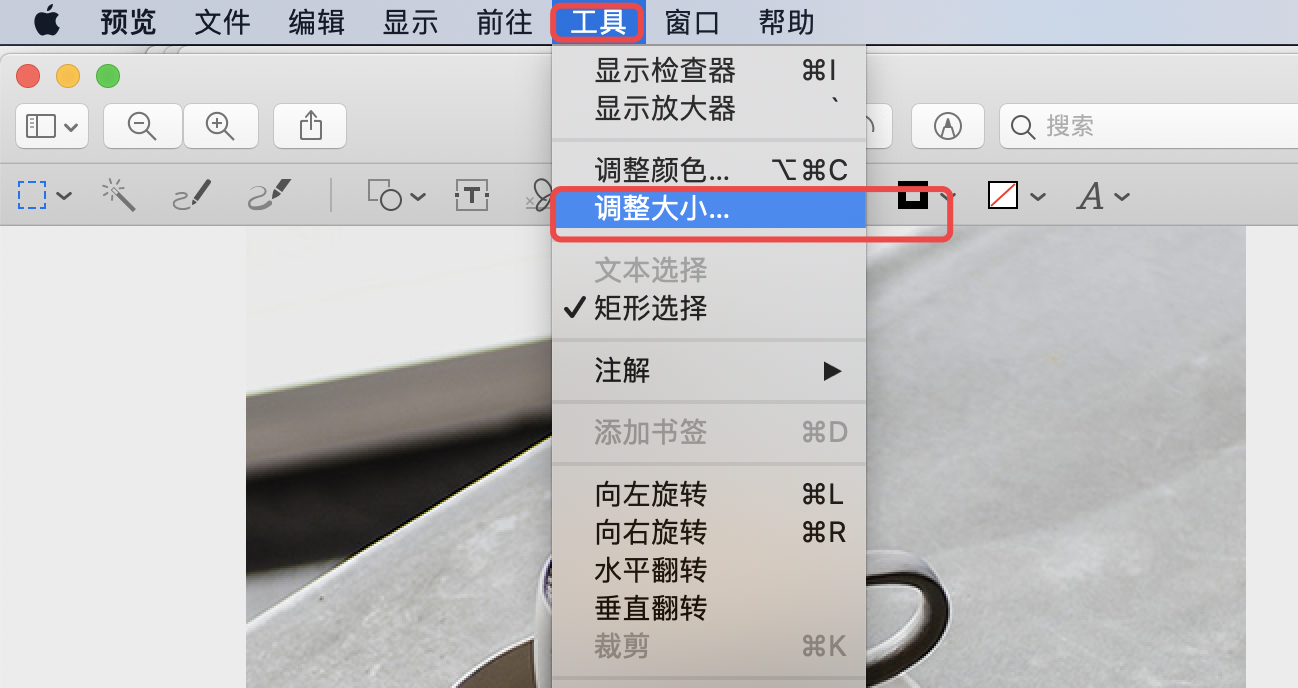 预览 文件 编辑 显示 前往 工具 窗口 帮助
搜索
显示检查器 ⌘I
显示放大器 `
调整颜色... ⌥⌘C
调整大小...
文本选择
✓ 矩形选择
注解 ▶
添加书签 ⌘D
向左旋转 ⌘L
向右旋转 ⌘R
水平翻转
垂直翻转
裁剪 ⌘K